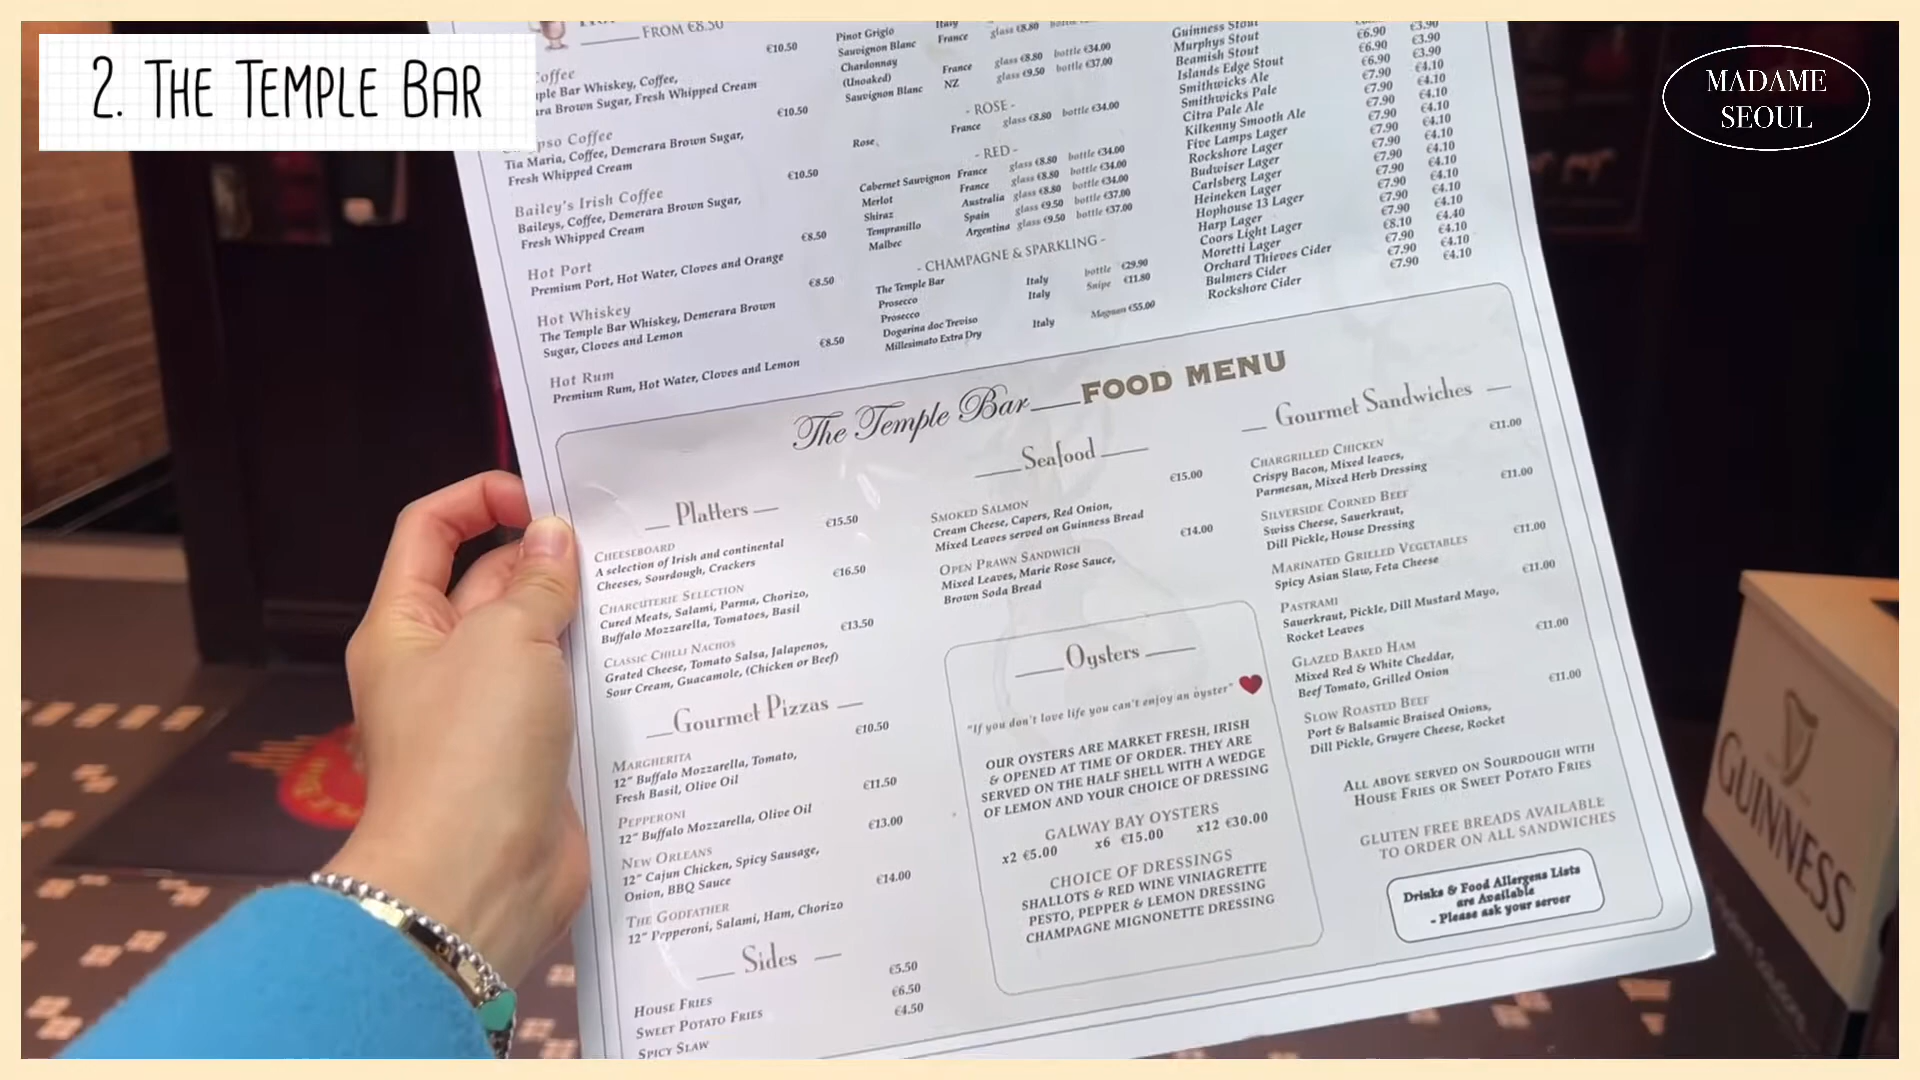 2. THE TEMPLE BAR
MADAME
SEOUL
FROM €8.50
€10.50
Bar Whiskey, Coffee,
Brown Sugar, Fresh Whipped Cream
€10.50
Coffee
Tia Maria, Coffee, Demerara Brown Sugar,
Fresh Whipped Cream
€10.50
Bailey's Irish Coffee
Baileys, Coffee, Demerara Brown Sugar,
Fresh Whipped Cream
€8.50
Hot Port
Premium Port, Hot Water, Cloves and Orange
€8.50
Hot Whiskey
The Temple Bar Whiskey, Demerara Brown
Sugar, Cloves and Lemon
€8.50
Hot Rum
Premium Rum, Hot Water, Cloves and Lemon
Pinot Grigio Italy glass €8.80
Sauvignon Blanc France
Chardonnay France glass €8.80 bottle €34.00
(Unoaked)
Sauvignon Blanc NZ glass €9.50 bottle €37.00
- ROSE -
Rose France glass €8.80 bottle €34.00
- RED -
Cabernet Sauvignon France glass €8.80 bottle €34.00
Merlot France glass €8.80 bottle €34.00
Shiraz Australia glass €8.80 bottle €34.00
Tempranillo Spain glass €9.50 bottle €37.00
Malbec Argentina glass €9.50 bottle €37.00
- CHAMPAGNE & SPARKLING -
The Temple Bar Italy bottle €29.90
Prosecco Italy Snipe €11.80
Prosecco
Dogarina doc Treviso Italy Magnum €55.00
Millesimato Extra Dry
Guinness Stout €3.90
Murphys Stout €6.90 €3.90
Beamish Stout €6.90 €3.90
Islands Edge Stout €6.90 €3.90
Smithwicks Ale €7.90 €4.10
Smithwicks Pale €7.90 €4.10
Citra Pale Ale €7.90 €4.10
Kilkenny Smooth Ale €7.90 €4.10
Five Lamps Lager €7.90 €4.10
Rockshore Lager €7.90 €4.10
Budwiser Lager €7.90 €4.10
Carlsberg Lager €7.90 €4.10
Heineken Lager €7.90 €4.10
Hophouse 13 Lager €7.90 €4.10
Harp Lager €7.90 €4.10
Coors Light Lager €7.90 €4.10
Moretti Lager €8.10 €4.40
Orchard Thieves Cider €7.90 €4.10
Bulmers Cider €7.90 €4.10
Rockshore Cider €7.90 €4.10
The Temple Bar FOOD MENU
Platters
€15.50
CHEESEBOARD
A selection of Irish and continental
Cheeses, Sourdough, Crackers
€16.50
CHARCUTERIE SELECTION
Cured Meats, Salami, Parma, Chorizo,
Buffalo Mozzarella, Tomatoes, Basil
€13.50
CLASSIC CHILLI NACHOS
Grated Cheese, Tomato Salsa, Jalapenos,
Sour Cream, Guacamole, (Chicken or Beef)
Gourmet Pizzas
€10.50
MARGHERITA
12" Buffalo Mozzarella, Tomato,
Fresh Basil, Olive Oil
€11.50
PEPPERONI
12" Buffalo Mozzarella, Olive Oil
€13.00
NEW ORLEANS
12" Cajun Chicken, Spicy Sausage,
Onion, BBQ Sauce
€14.00
THE GODFATHER
12" Pepperoni, Salami, Ham, Chorizo
Sides
HOUSE FRIES €5.50
SWEET POTATO FRIES €6.50
SPICY SLAW €4.50
Seafood
€15.00
SMOKED SALMON
Cream Cheese, Capers, Red Onion,
Mixed Leaves served on Guinness Bread
€14.00
OPEN PRAWN SANDWICH
Mixed Leaves, Marie Rose Sauce,
Brown Soda Bread
Oysters
"If you don't love life you can't enjoy an oyster"
OUR OYSTERS ARE MARKET FRESH, IRISH
& OPENED AT TIME OF ORDER. THEY ARE
SERVED ON THE HALF SHELL WITH A WEDGE
OF LEMON AND YOUR CHOICE OF DRESSING
GALWAY BAY OYSTERS
x2 €5.00 x6 €15.00 x12 €30.00
CHOICE OF DRESSINGS
SHALLOTS & RED WINE VINIAGRETTE
PESTO, PEPPER & LEMON DRESSING
CHAMPAGNE MIGNONETTE DRESSING
Gourmet Sandwiches
€11.00
CHARGRILLED CHICKEN
Crispy Bacon, Mixed leaves,
Parmesan, Mixed Herb Dressing
€11.00
SILVERSIDE CORNED BEEF
Swiss Cheese, Sauerkraut,
Dill Pickle, House Dressing
€11.00
MARINATED GRILLED VEGETABLES
Spicy Asian Slaw, Feta Cheese
€11.00
PASTRAMI
Sauerkraut, Pickle, Dill Mustard Mayo,
Rocket Leaves
€11.00
GLAZED BAKED HAM
Mixed Red & White Cheddar,
Beef Tomato, Grilled Onion
€11.00
SLOW ROASTED BEEF
Port & Balsamic Braised Onions,
Dill Pickle, Gruyere Cheese, Rocket
ALL ABOVE SERVED ON SOURDOUGH WITH
HOUSE FRIES OR SWEET POTATO FRIES
GLUTEN FREE BREADS AVAILABLE
TO ORDER ON ALL SANDWICHES
Drinks & Food Allergens Lists
are Available
- Please ask your server
GUINNESS